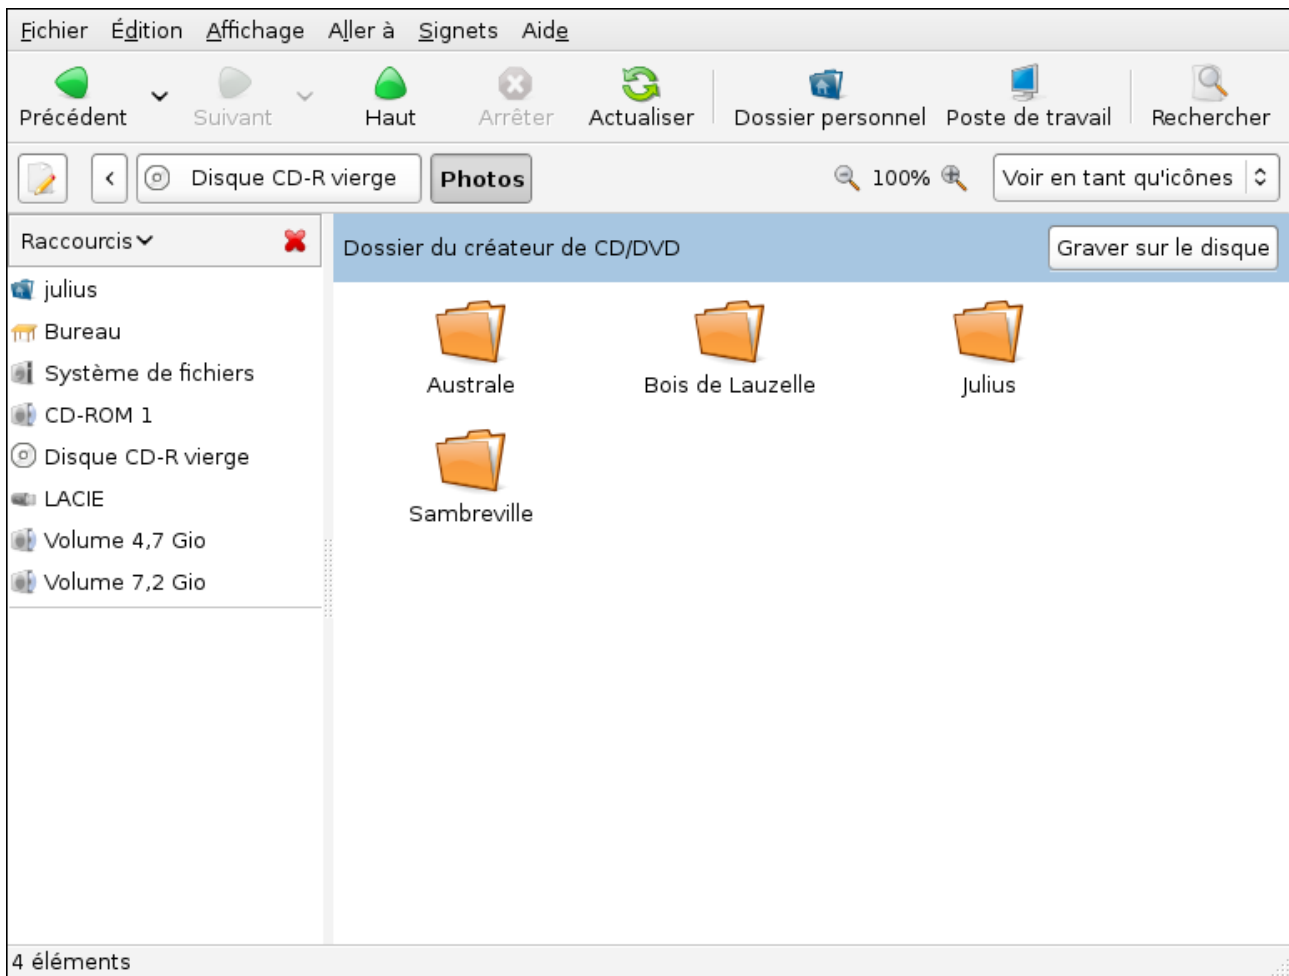 Fichier Édition Affichage Aller à Signets Aide
Précédent Suivant Haut Arrêter Actualiser Dossier personnel Poste de travail Rechercher
Disque CD-R vierge Photos 100% Voir en tant qu'icônes
Raccourcis
Dossier du créateur de CD/DVD Graver sur le disque
julius
Bureau
Système de fichiers
CD-ROM 1
Disque CD-R vierge
LACIE
Volume 4,7 Gio
Volume 7,2 Gio
Australe Bois de Lauzelle Julius
Sambreville
4 éléments